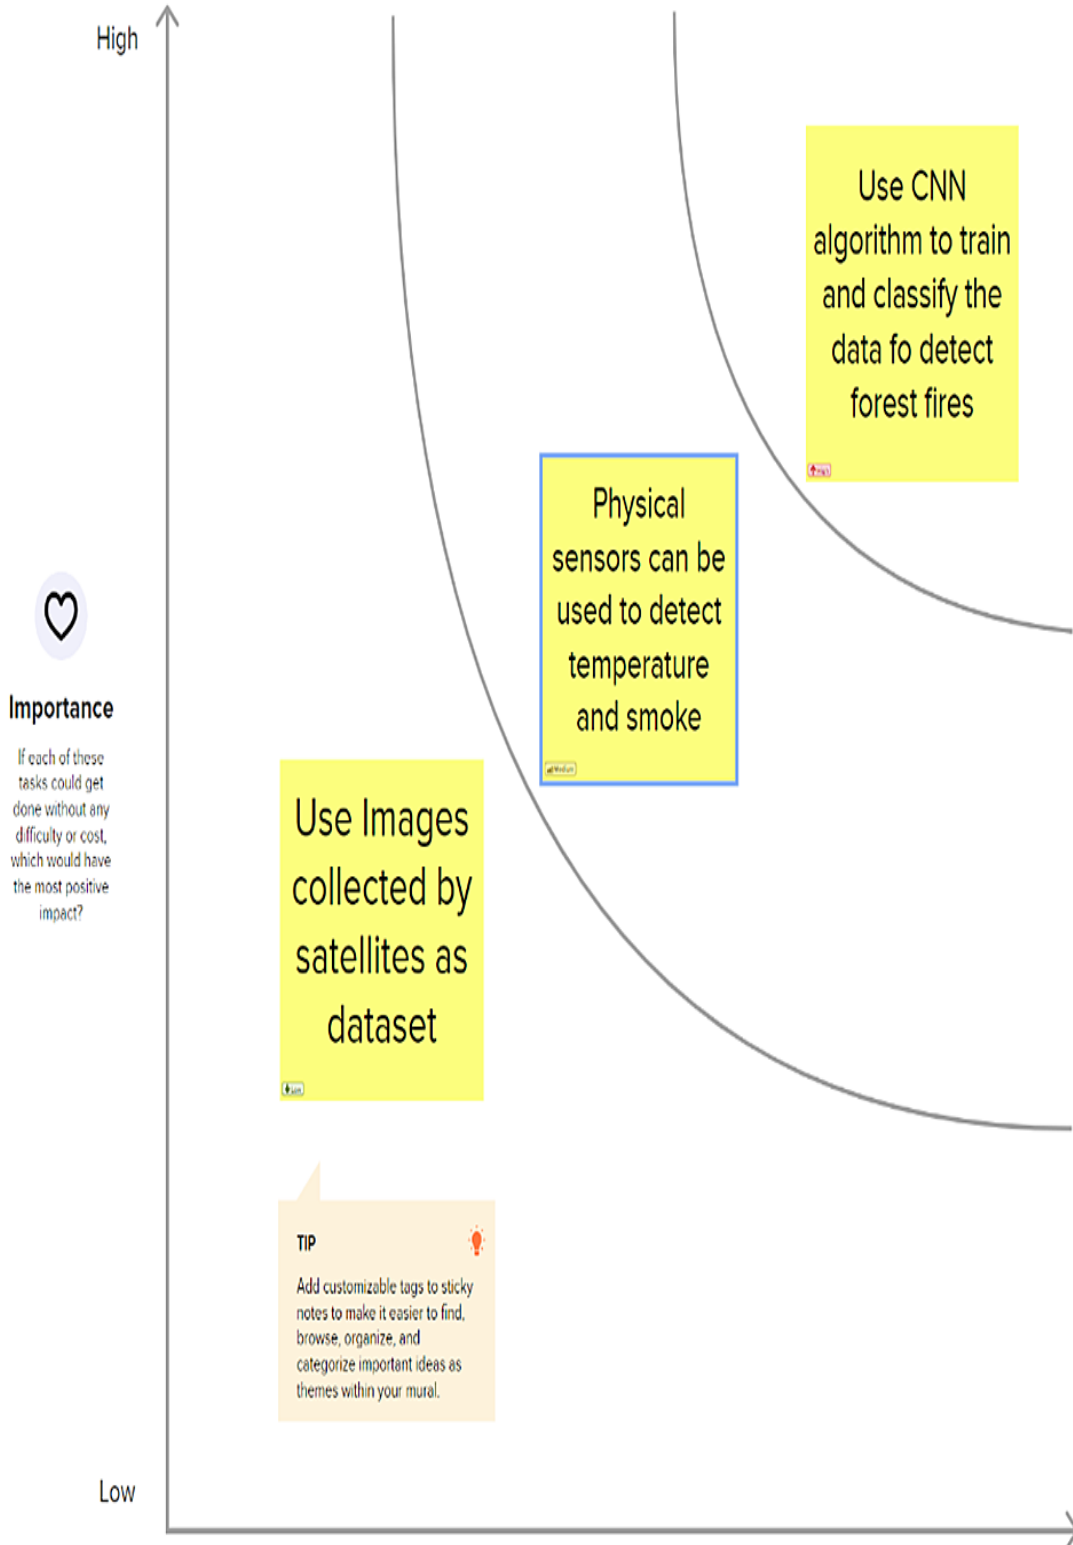 High
Use CNN
algorithm to train
and classify the
data fo detect
forest fires
High
Physical
sensors can be
used to detect
temperature
and smoke
Medium
Importance
If each of these
tasks could get
done without any
difficulty or cost,
which would have
the most positive
impact?
Use Images
collected by
satellites as
dataset
Low
TIP
Add customizable tags to sticky
notes to make it easier to find,
browse, organize, and
categorize important ideas as
themes within your mural.
Low